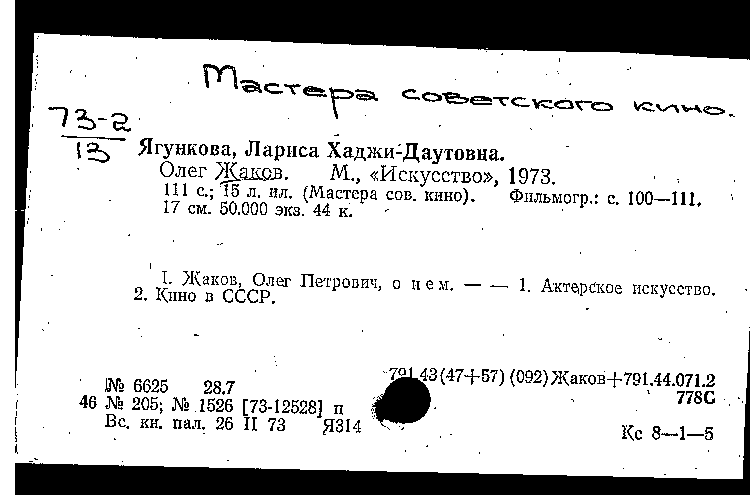 Мастера советского кино.
73-2
13
Ягункова, Лариса Хаджи-Даутовна.
Олег Жаков. М., «Искусство», 1973.
111 с.; 15 л. ил. (Мастера сов. кино). Фильмогр.: с. 100—111.
17 см. 50.000 экз. 44 к.
I. Жаков, Олег Петрович, о нем. — — 1. Актерское искусство.
2. Кино в СССР.
791.43(47+57)(092)Жаков+791.44.071.2
№ 6625 28.7
778С
46 № 205; № 1526 [73-12528] п
Вс. кн. пал. 26 II 73 Я314
Кс 8—1—5